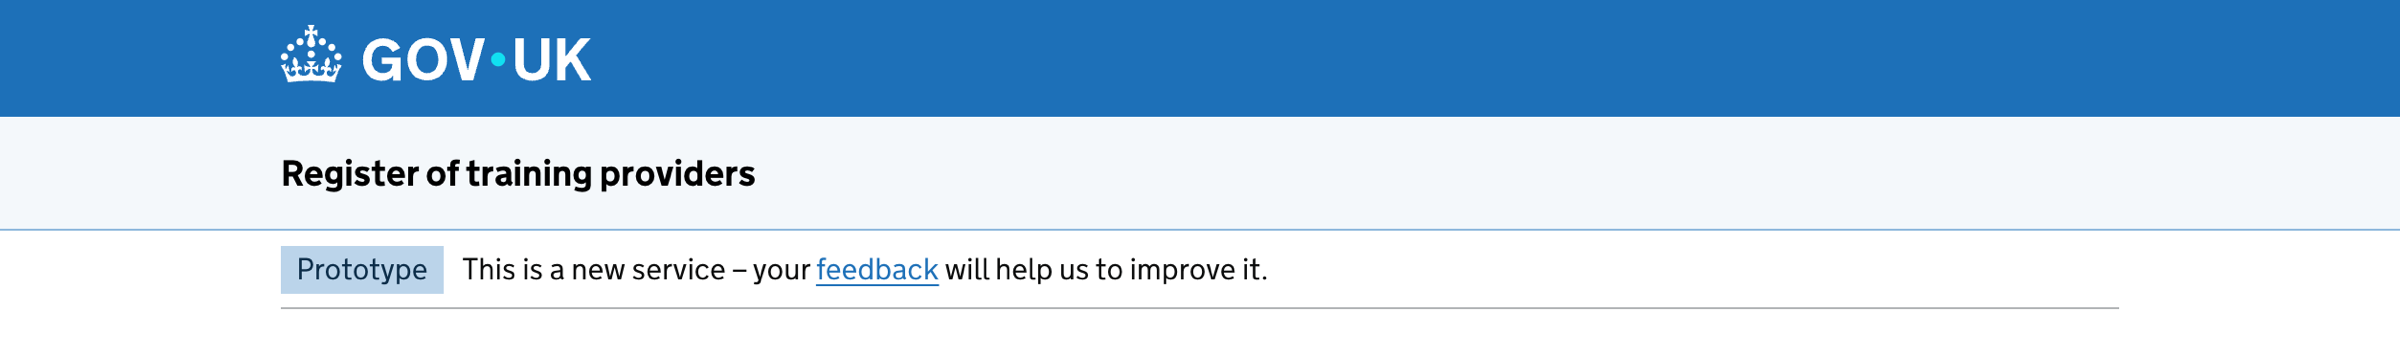 GOV·UK
Register of training providers
Prototype This is a new service – your feedback will help us to improve it.